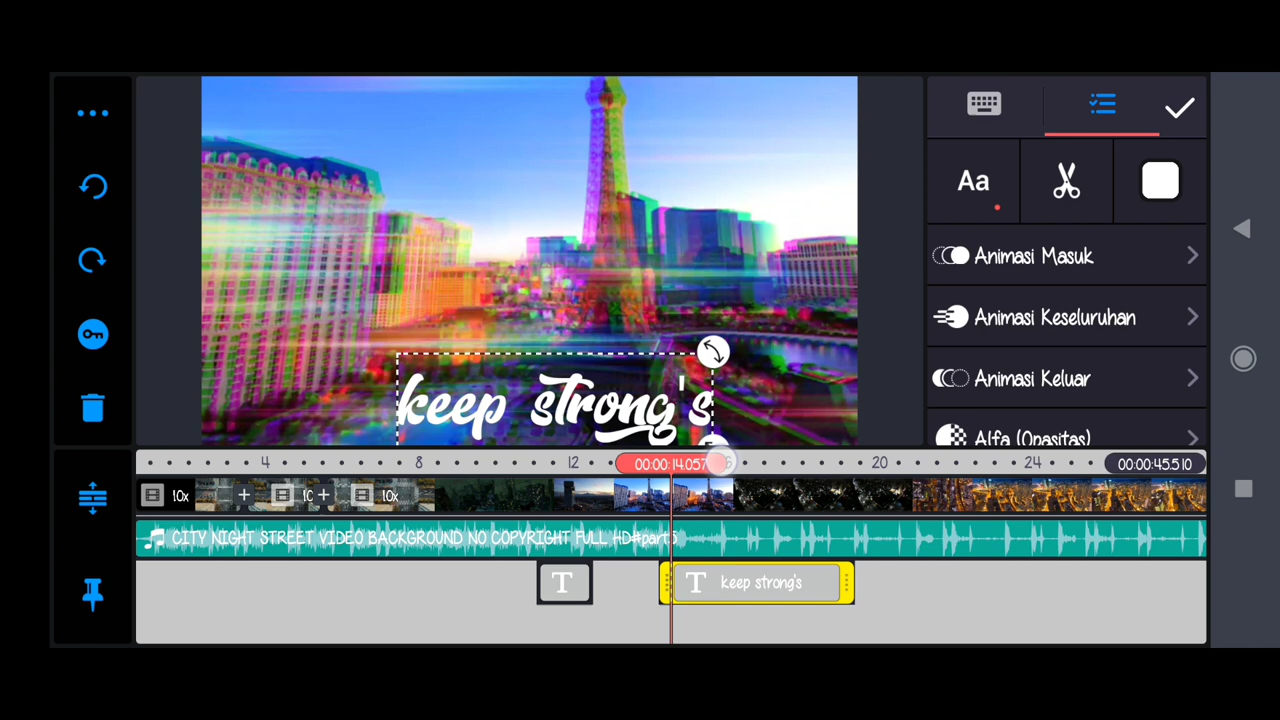 Aa
Animasi Masuk
Animasi Keseluruhan
Animasi Keluar
Alfa (Opasitas)
keep strong's
4 8 12 00:00:14.057 20 24 00:00:45.510
10x 10x
CITY NIGHT STREET VIDEO BACKGROUND NO COPYRIGHT FULL HD#part5
T T keep strong's